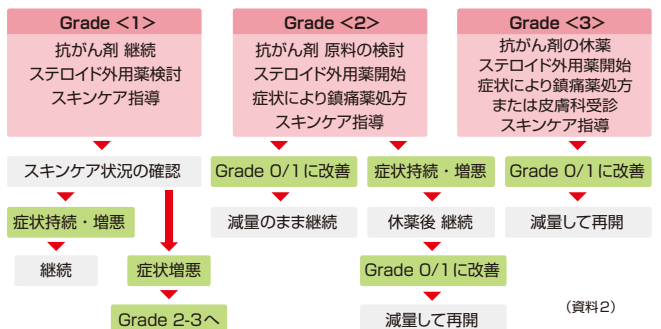 Grade <1>
抗がん剤 継続
ステロイド外用薬検討
スキンケア指導
スキンケア状況の確認
症状持続・増悪
継続
症状増悪
Grade 2-3へ
Grade <2>
抗がん剤 原料の検討
ステロイド外用薬開始
症状により鎮痛薬処方
スキンケア指導
Grade 0/1に改善
減量のまま継続
症状持続・増悪
休薬後 継続
Grade 0/1に改善
減量して再開
Grade <3>
抗がん剤の休薬
ステロイド外用薬開始
症状により鎮痛薬処方
または皮膚科受診
スキンケア指導
Grade 0/1に改善
減量して再開
(資料2)